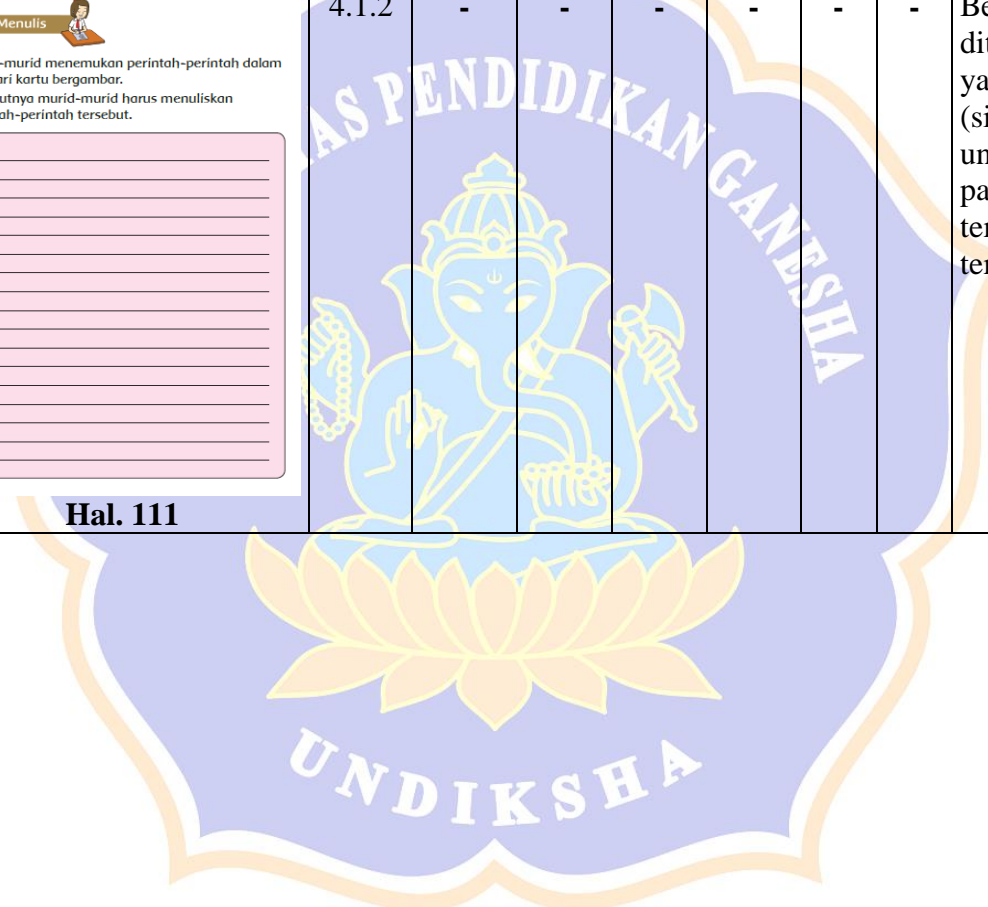 Menulis
-murid menemukan perintah-perintah dalam
ari kartu bergambar.
utnya murid-murid harus menuliskan
ah-perintah tersebut.
Hal. 111
4.1.2 - - - - - -
Be
dit
ya
(si
un
pa
ter
ter
AS PENDIDIKAN GANESHA
UNDIKSHA